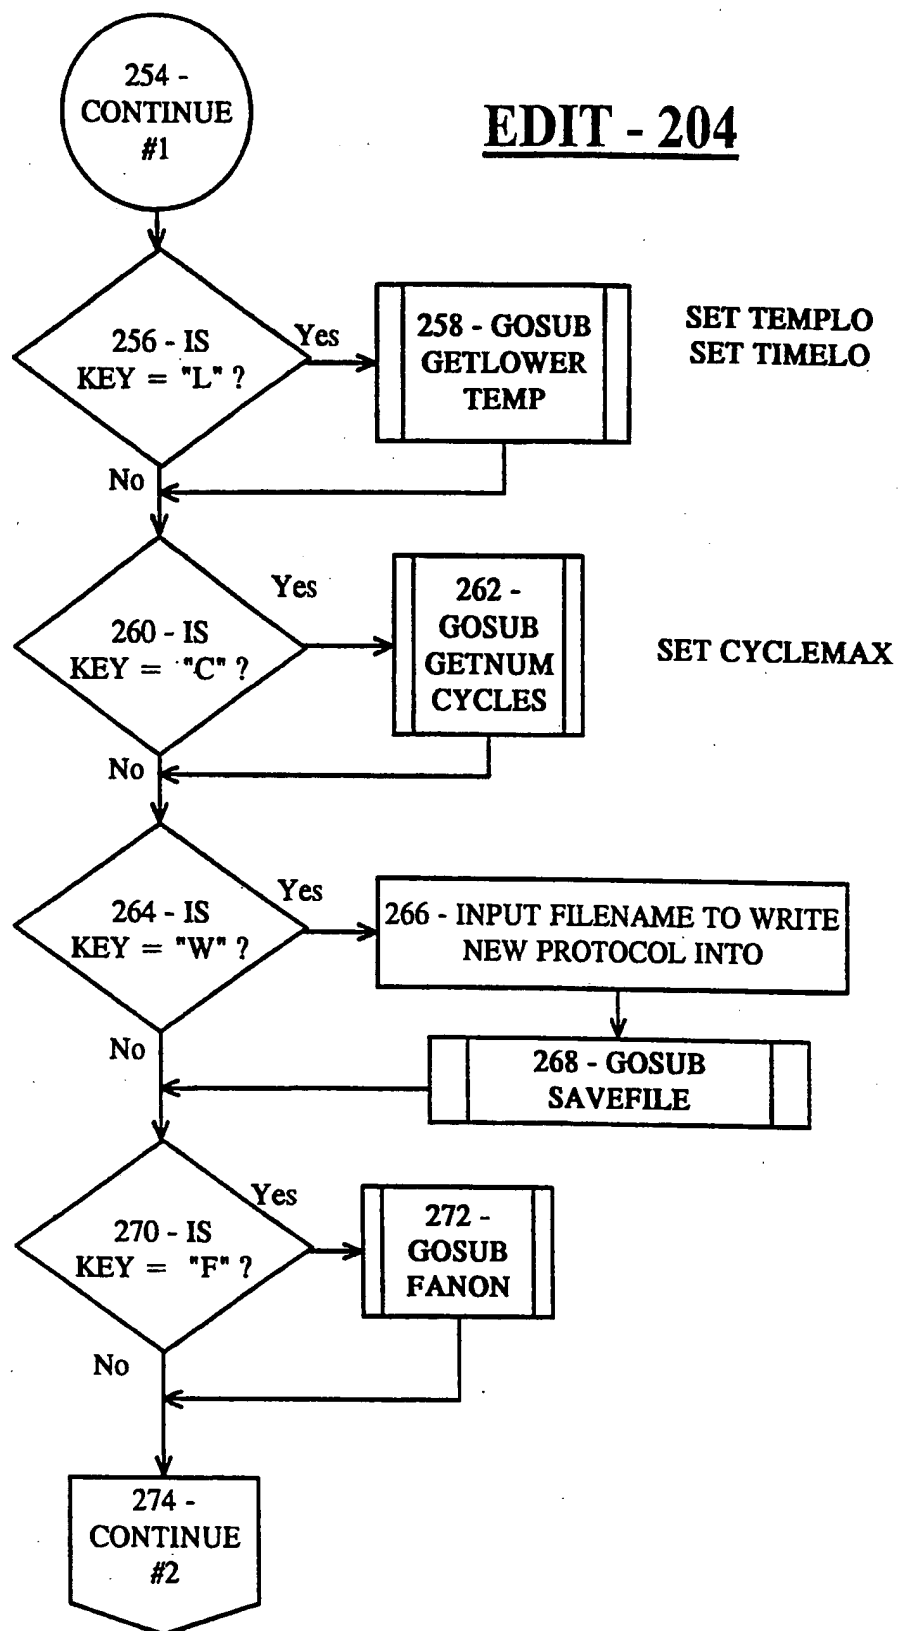 254 -
CONTINUE
#1
EDIT - 204
256 - IS
KEY = "L" ?
Yes
258 - GOSUB
GETLOWER
TEMP
SET TEMPLO
SET TIMELO
No
260 - IS
KEY = "C" ?
Yes
262 -
GOSUB
GETNUM
CYCLES
SET CYCLEMAX
No
264 - IS
KEY = "W" ?
Yes
266 - INPUT FILENAME TO WRITE
NEW PROTOCOL INTO
No
268 - GOSUB
SAVEFILE
270 - IS
KEY = "F" ?
Yes
272 -
GOSUB
FANON
No
274 -
CONTINUE
#2